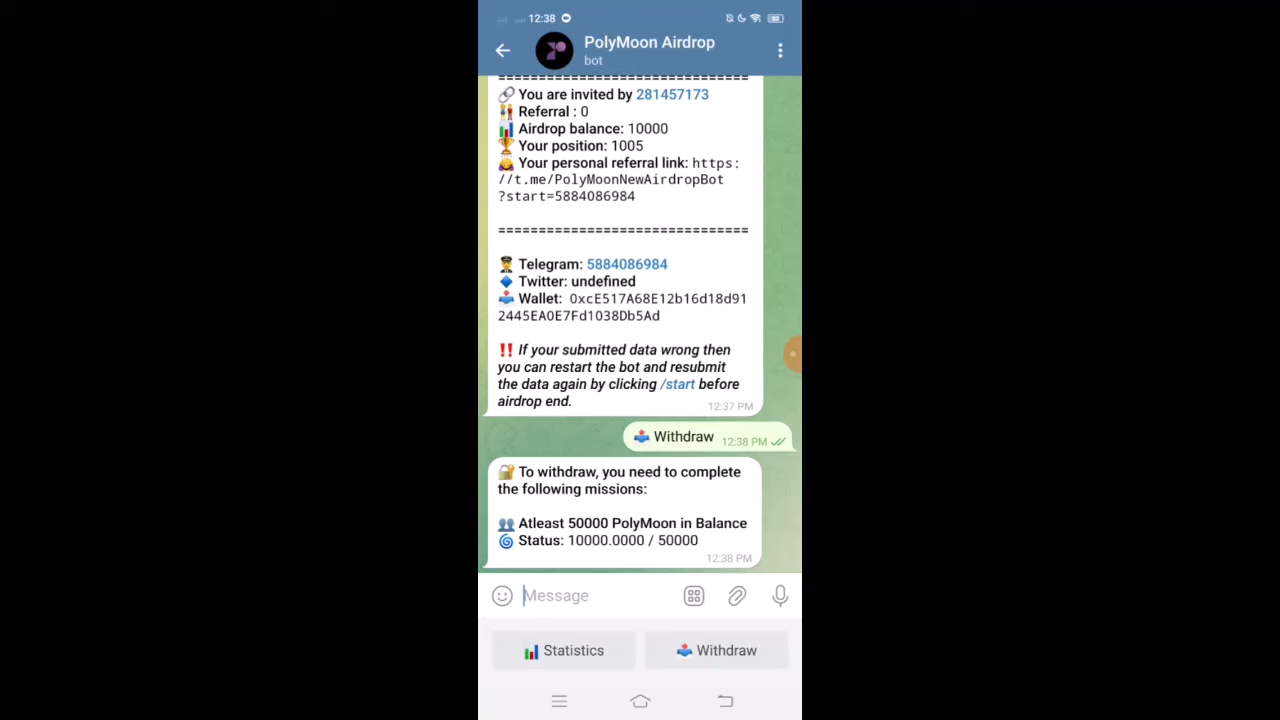 12:38
PolyMoon Airdrop
bot
===============================
🔗 You are invited by 281457173
👬 Referral : 0
📊 Airdrop balance: 10000
🏆 Your position: 1005
Your personal referral link: https:
//t.me/PolyMoonNewAirdropBot
?start=5884086984
===============================
Telegram: 5884086984
🔷 Twitter: undefined
📤 Wallet: 0xcE517A68E12b16d18d91
2445EA0E7Fd1038Db5Ad
‼️ If your submitted data wrong then
you can restart the bot and resubmit
the data again by clicking /start before
airdrop end.
12:37 PM
📤 Withdraw 12:38 PM
🔐 To withdraw, you need to complete
the following missions:
👥 Atleast 50000 PolyMoon in Balance
🌀 Status: 10000.0000 / 50000
12:38 PM
Message
📊 Statistics
📤 Withdraw